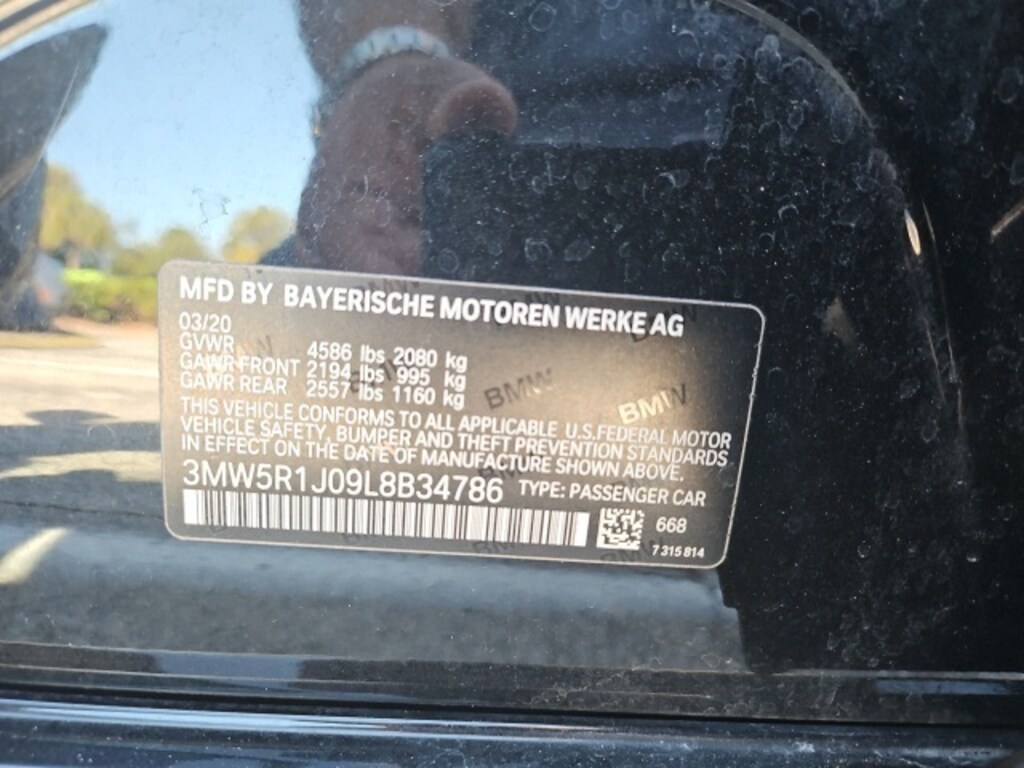 MFD BY BAYERISCHE MOTOREN WERKE AG
03/20
GVWR 4586 lbs 2080 kg
GAWR FRONT 2194 lbs 995 kg
GAWR REAR 2557 lbs 1160 kg
BMW
BMW
THIS VEHICLE CONFORMS TO ALL APPLICABLE U.S.FEDERAL MOTOR
VEHICLE SAFETY, BUMPER AND THEFT PREVENTION STANDARDS
IN EFFECT ON THE DATE OF MANUFACTURE SHOWN ABOVE.
3MW5R1J09L8B34786 TYPE: PASSENGER CAR
668
7 315 814